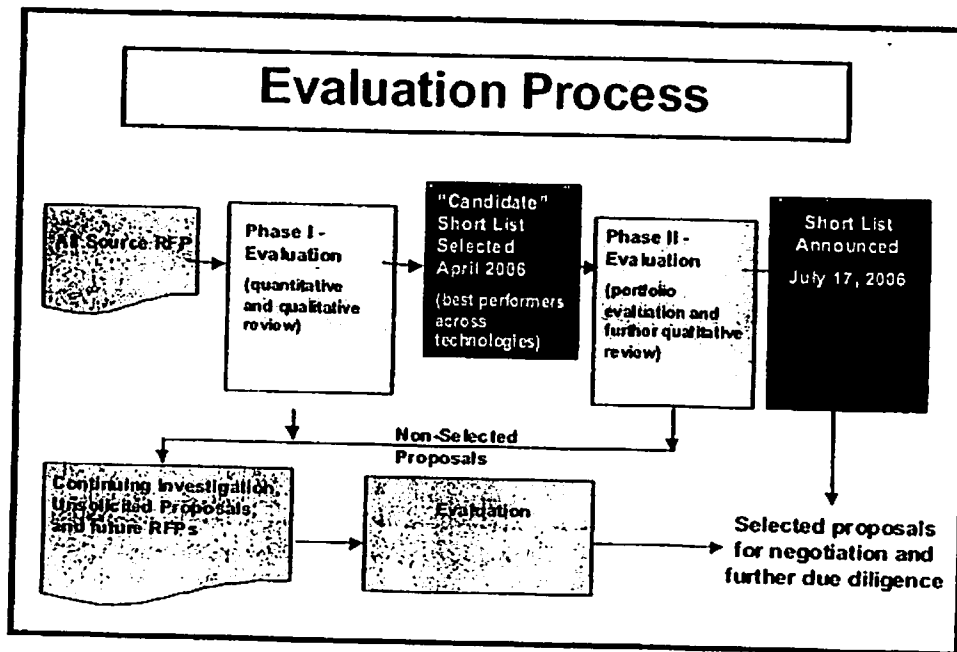 Evaluation Process
All Source RFP
Phase I -
Evaluation
(quantitative
and qualitative
review)
"Candidate"
Short List
Selected
April 2006
(best performers
across
technologies)
Phase II -
Evaluation
(portfolio
evaluation and
further qualitative
review)
Short List
Announced
July 17, 2006
Non-Selected
Proposals
Continuing Investigation,
Unsolicited Proposals,
and future RFPs
Evaluation
Selected proposals
for negotiation and
further due diligence